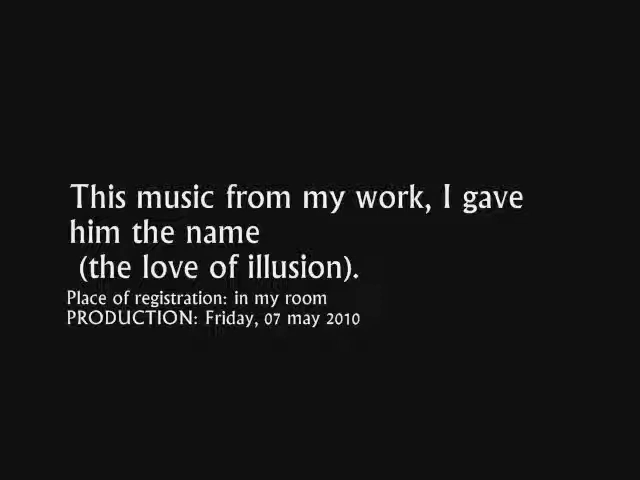 This music from my work, I gave
him the name
(the love of illusion).
Place of registration: in my room
PRODUCTION: Friday, 07 may 2010